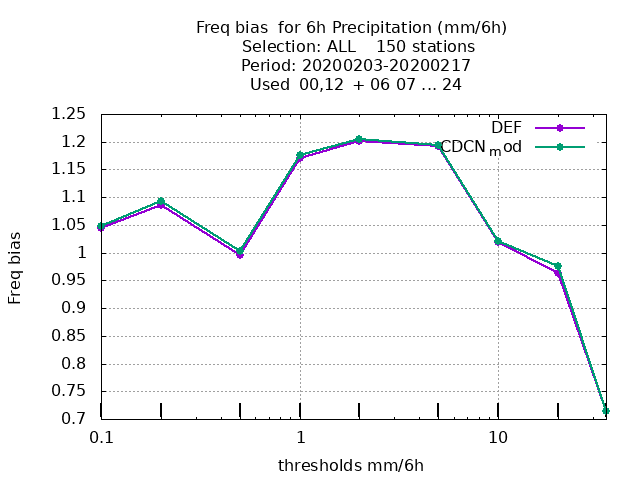 Freq bias  for 6h Precipitation (mm/6h)
Selection: ALL    150 stations
Period: 20200203-20200217
Used  00,12  + 06 07 ... 24
DEF
CDCNmod
Freq bias
1.25
1.2
1.15
1.1
1.05
1
0.95
0.9
0.85
0.8
0.75
0.7
0.1 1 10
thresholds mm/6h